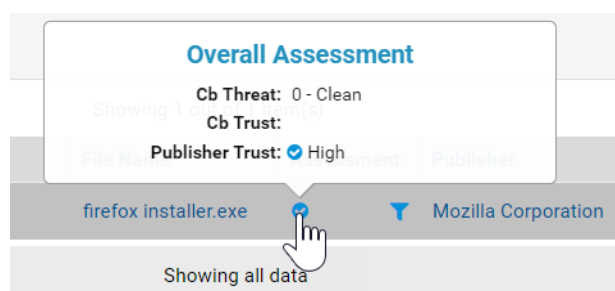 Overall Assessment
Cb Threat: 0 - Clean
Showing 1 out of 1 item(s)
Cb Trust:
Publisher Trust: High
File Name Assessment Publisher
firefox installer.exe Mozilla Corporation
Showing all data